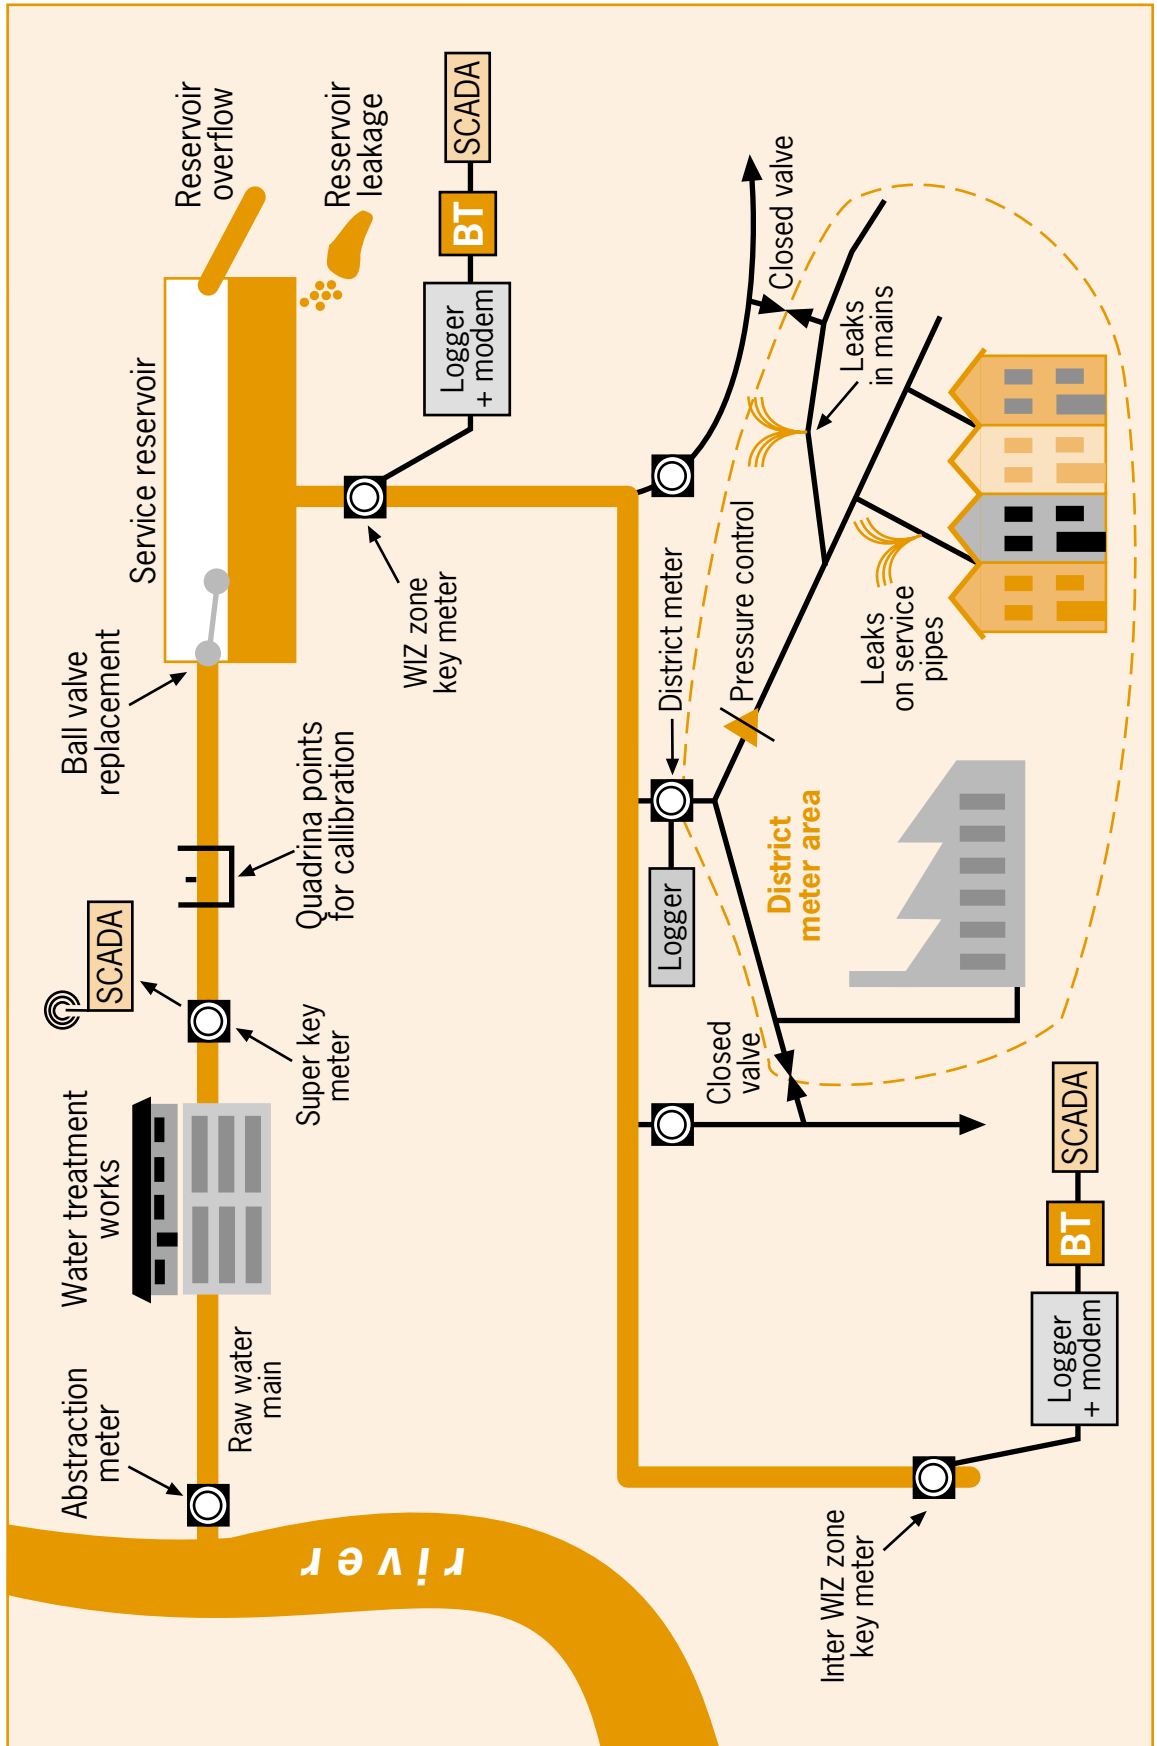 river
Abstraction
meter
Raw water
main
Water treatment
works
Super key
meter
SCADA
Quadrina points
for callibration
Ball valve
replacement
Service reservoir
Reservoir
overflow
Reservoir
leakage
WIZ zone
key meter
Logger
+ modem
BT
SCADA
Inter WIZ zone
key meter
Logger
+ modem
BT
SCADA
Closed
valve
Logger
District meter
District
meter area
Pressure control
Leaks
on service
pipes
Leaks
in mains
Closed valve